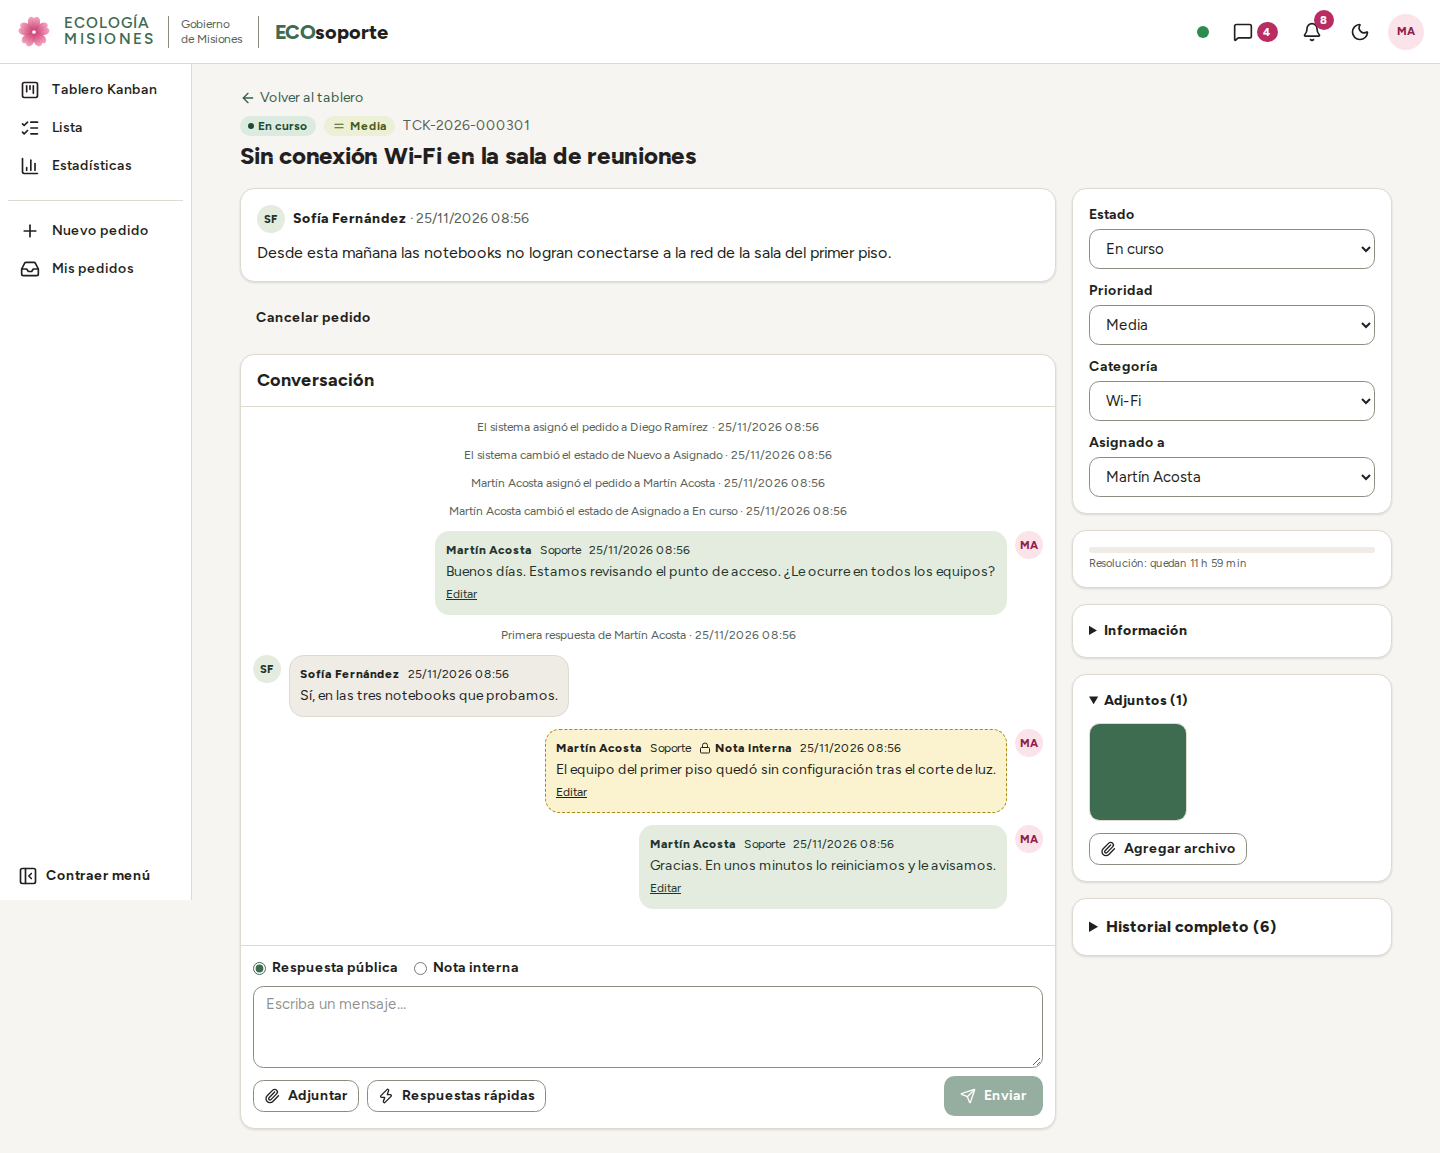 ECOLOGÍA
MISIONES
Gobierno
de Misiones
ECOsoporte
4
8
MA
Tablero Kanban
Lista
Estadísticas
Nuevo pedido
Mis pedidos
Contraer menú
Volver al tablero
En curso
Media
TCK-2026-000301
Sin conexión Wi-Fi en la sala de reuniones
SF
Sofía Fernández · 25/11/2026 08:56
Desde esta mañana las notebooks no logran conectarse a la red de la sala del primer piso.
Cancelar pedido
Conversación
El sistema asignó el pedido a Diego Ramírez · 25/11/2026 08:56
El sistema cambió el estado de Nuevo a Asignado · 25/11/2026 08:56
Martín Acosta asignó el pedido a Martín Acosta · 25/11/2026 08:56
Martín Acosta cambió el estado de Asignado a En curso · 25/11/2026 08:56
Martín Acosta Soporte 25/11/2026 08:56
MA
Buenos días. Estamos revisando el punto de acceso. ¿Le ocurre en todos los equipos?
Editar
Primera respuesta de Martín Acosta · 25/11/2026 08:56
SF
Sofía Fernández 25/11/2026 08:56
Sí, en las tres notebooks que probamos.
Martín Acosta Soporte Nota interna 25/11/2026 08:56
MA
El equipo del primer piso quedó sin configuración tras el corte de luz.
Editar
Martín Acosta Soporte 25/11/2026 08:56
MA
Gracias. En unos minutos lo reiniciamos y le avisamos.
Editar
Respuesta pública
Nota interna
Escriba un mensaje...
Adjuntar
Respuestas rápidas
Enviar
Estado
En curso
Prioridad
Media
Categoría
Wi-Fi
Asignado a
Martín Acosta
Resolución: quedan 11 h 59 min
Información
Adjuntos (1)
Agregar archivo
Historial completo (6)